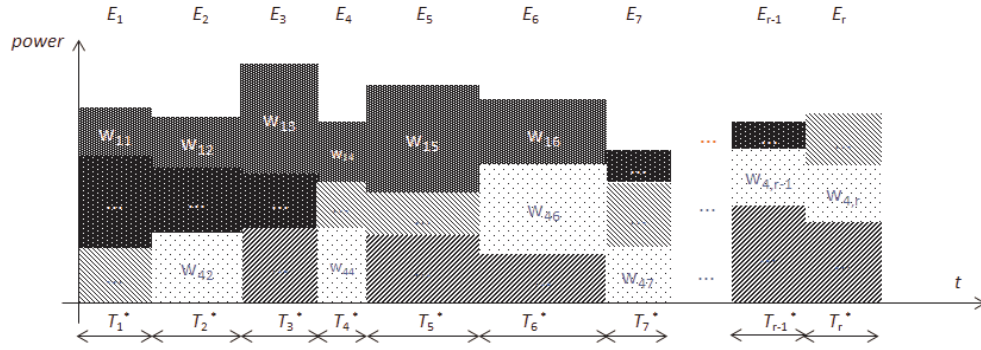 E₁ E₂ E₃ E₄ E₅ E₆ E₇ Eᵣ₋₁ Eᵣ
power
W₁₁ W₁₂ W₁₃ W₁₄ W₁₅ W₁₆ ... ... ...
... ... ... ... ... W₄₆ ... ... W₄,ᵣ₋₁ W₄,ᵣ
... W₄₂ ... W₄₄ ... ... W₄₇ ... ... ...
t
T₁* T₂* T₃* T₄* T₅* T₆* T₇* Tᵣ₋₁* Tᵣ*